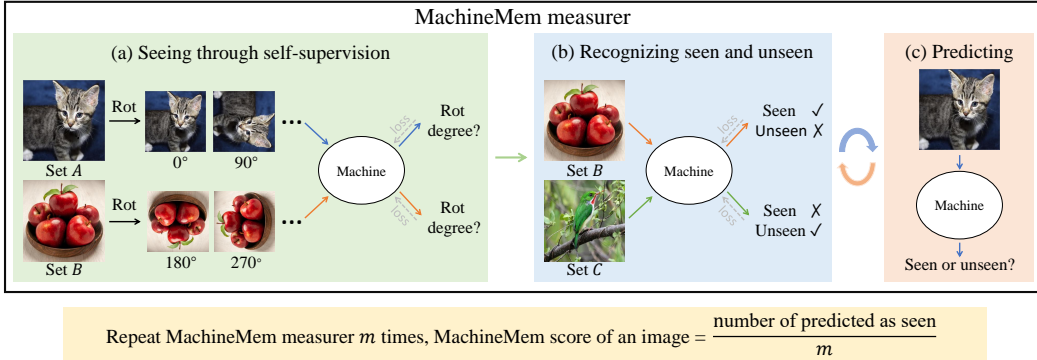 MachineMem measurer
(a) Seeing through self-supervision
Rot
0°
90°
...
Set A
Rot
180°
270°
...
Set B
Machine
loss
Rot
degree?
loss
Rot
degree?
(b) Recognizing seen and unseen
Set B
Set C
Machine
loss
Seen ✓
Unseen ✗
loss
Seen ✗
Unseen ✓
(c) Predicting
Machine
Seen or unseen?
Repeat MachineMem measurer m times, MachineMem score of an image = number of predicted as seen / m